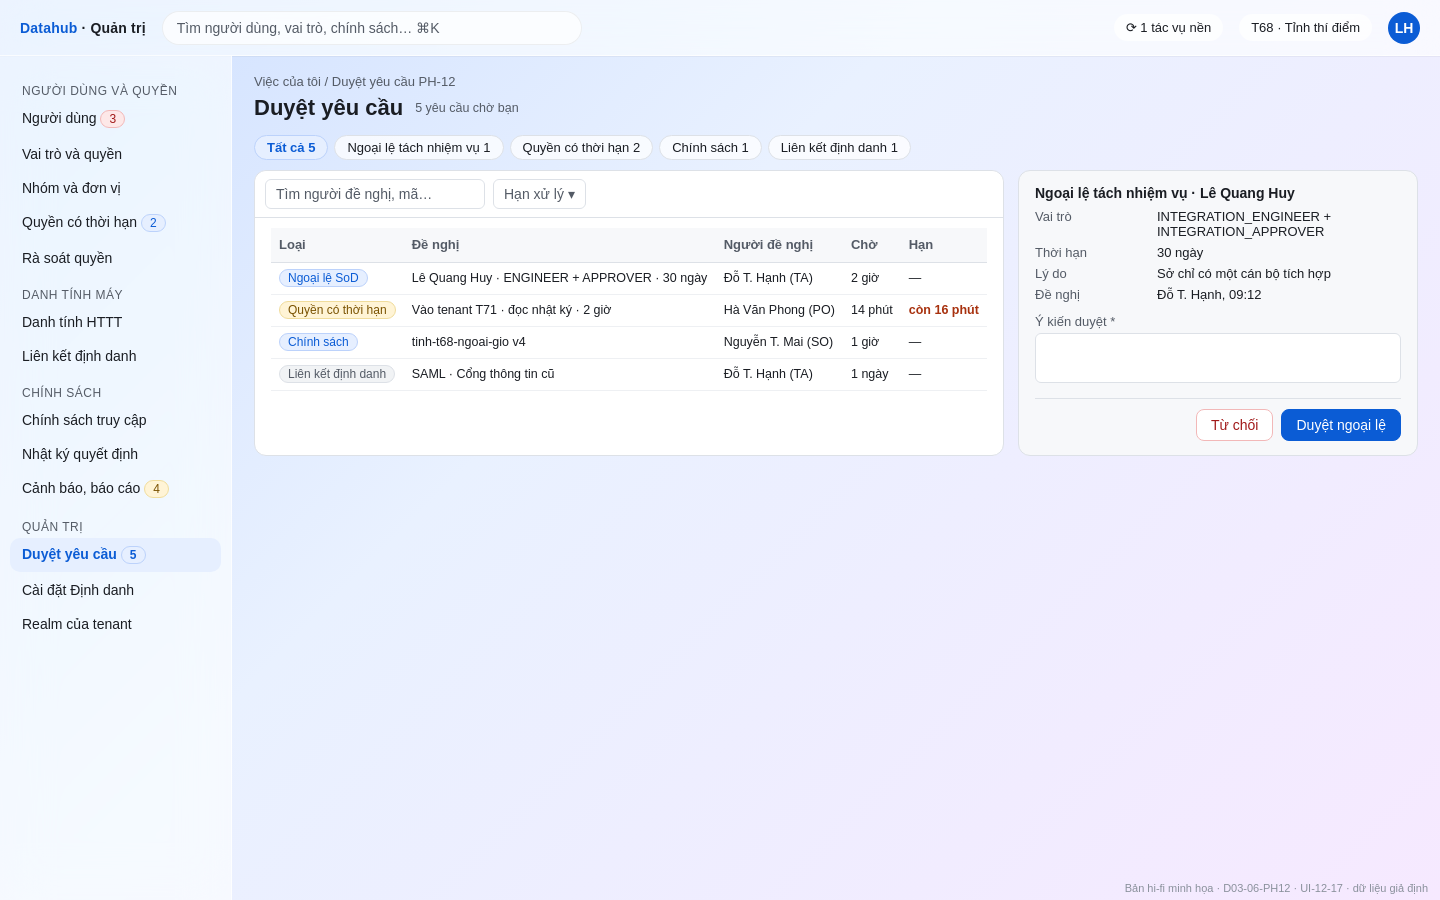 Datahub · Quản trị
Tìm người dùng, vai trò, chính sách… ⌘K
⟳ 1 tác vụ nền
T68 · Tỉnh thí điểm
LH
NGƯỜI DÙNG VÀ QUYỀN
Người dùng 3
Vai trò và quyền
Nhóm và đơn vị
Quyền có thời hạn 2
Rà soát quyền
DANH TÍNH MÁY
Danh tính HTTT
Liên kết định danh
CHÍNH SÁCH
Chính sách truy cập
Nhật ký quyết định
Cảnh báo, báo cáo 4
QUẢN TRỊ
Duyệt yêu cầu 5
Cài đặt Định danh
Realm của tenant
Việc của tôi / Duyệt yêu cầu PH-12
Duyệt yêu cầu 5 yêu cầu chờ bạn
Tất cả 5 Ngoại lệ tách nhiệm vụ 1 Quyền có thời hạn 2 Chính sách 1 Liên kết định danh 1
Tìm người đề nghị, mã… Hạn xử lý ▾
Loại Đề nghị Người đề nghị Chờ Hạn
Ngoại lệ SoD Lê Quang Huy · ENGINEER + APPROVER · 30 ngày Đỗ T. Hạnh (TA) 2 giờ —
Quyền có thời hạn Vào tenant T71 · đọc nhật ký · 2 giờ Hà Văn Phong (PO) 14 phút còn 16 phút
Chính sách tinh-t68-ngoai-gio v4 Nguyễn T. Mai (SO) 1 giờ —
Liên kết định danh SAML · Cổng thông tin cũ Đỗ T. Hạnh (TA) 1 ngày —
Ngoại lệ tách nhiệm vụ · Lê Quang Huy
Vai trò INTEGRATION_ENGINEER +
INTEGRATION_APPROVER
Thời hạn 30 ngày
Lý do Sở chỉ có một cán bộ tích hợp
Đề nghị Đỗ T. Hạnh, 09:12
Ý kiến duyệt *
Từ chối Duyệt ngoại lệ
Bản hi-fi minh họa · D03-06-PH12 · UI-12-17 · dữ liệu giả định